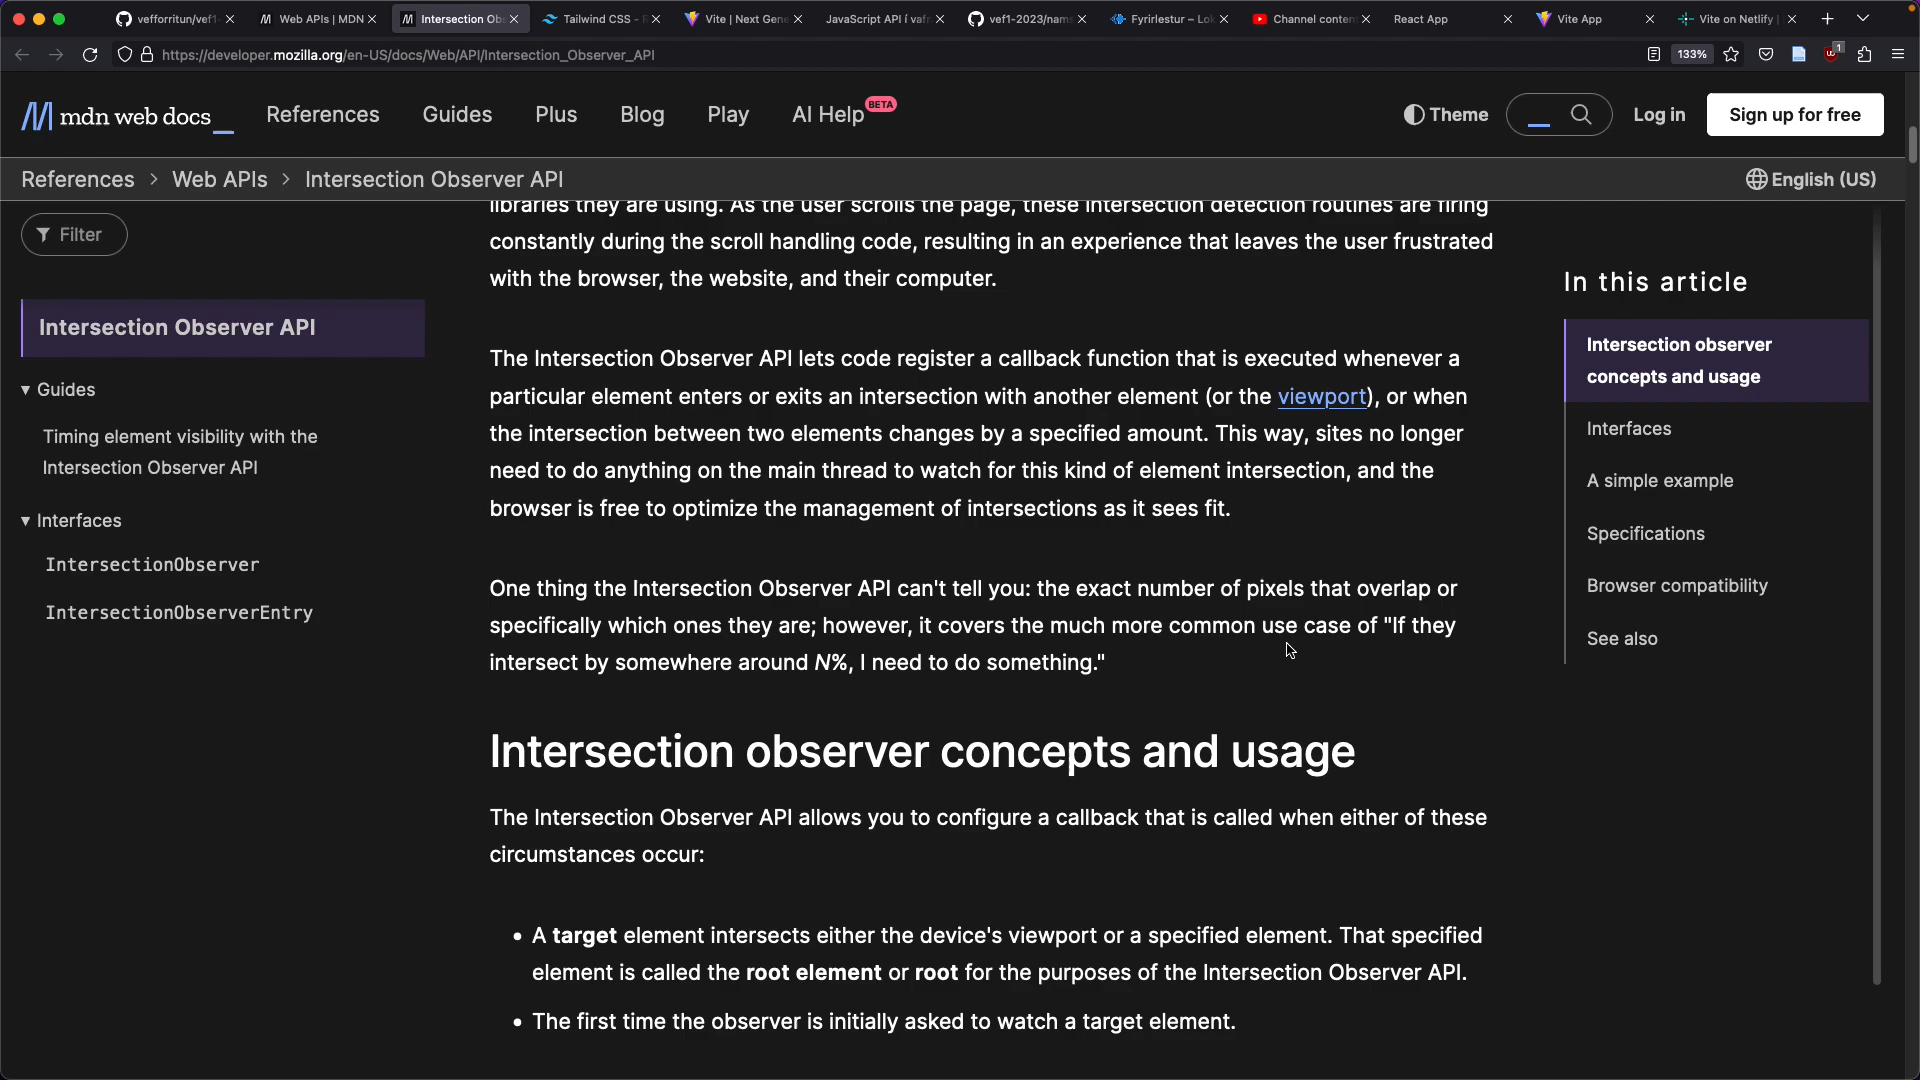 vefforritun/vef1-
Web APIs | MDN
Intersection Ob
Tailwind CSS - R
Vite | Next Gene
JavaScript API í vafr
vef1-2023/nams
Fyrirlestur – Lok
Channel conten
React App
Vite App
Vite on Netlify |
https://developer.mozilla.org/en-US/docs/Web/API/Intersection_Observer_API
133%
1
mdn web docs_
References
Guides
Plus
Blog
Play
AI Help
BETA
Theme
Log in
Sign up for free
References > Web APIs > Intersection Observer API
English (US)
Filter
Intersection Observer API
Guides
Timing element visibility with the
Intersection Observer API
Interfaces
IntersectionObserver
IntersectionObserverEntry
libraries they are using. As the user scrolls the page, these intersection detection routines are firing
constantly during the scroll handling code, resulting in an experience that leaves the user frustrated
with the browser, the website, and their computer.
The Intersection Observer API lets code register a callback function that is executed whenever a
particular element enters or exits an intersection with another element (or the viewport), or when
the intersection between two elements changes by a specified amount. This way, sites no longer
need to do anything on the main thread to watch for this kind of element intersection, and the
browser is free to optimize the management of intersections as it sees fit.
One thing the Intersection Observer API can't tell you: the exact number of pixels that overlap or
specifically which ones they are; however, it covers the much more common use case of "If they
intersect by somewhere around N%, I need to do something."
Intersection observer concepts and usage
The Intersection Observer API allows you to configure a callback that is called when either of these
circumstances occur:
• A target element intersects either the device's viewport or a specified element. That specified
element is called the root element or root for the purposes of the Intersection Observer API.
• The first time the observer is initially asked to watch a target element.
In this article
Intersection observer
concepts and usage
Interfaces
A simple example
Specifications
Browser compatibility
See also